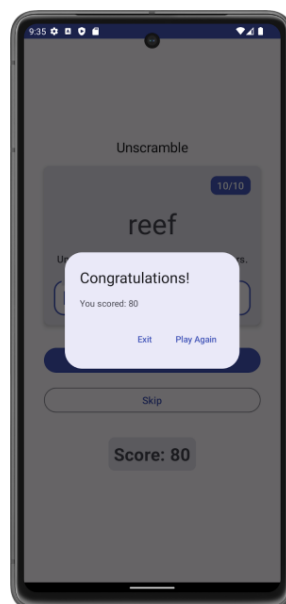 9:35
Unscramble
10/10
reef
Congratulations!
You scored: 80
Exit Play Again
Skip
Score: 80